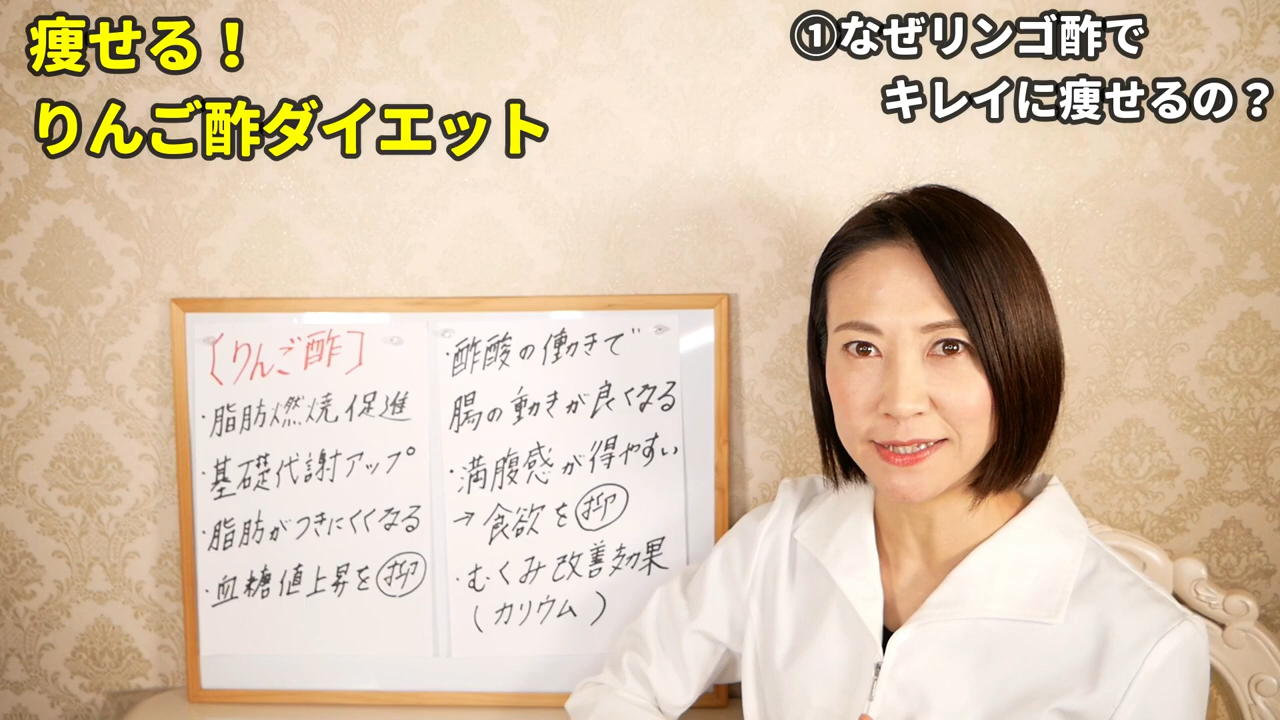 痩せる！
りんご酢ダイエット
①なぜリンゴ酢で
キレイに痩せるの？
〔りんご酢〕
・脂肪燃焼促進
・基礎代謝アップ
・脂肪がつきにくくなる
・血糖値上昇を㊥抑
・酢酸の働きで
腸の動きが良くなる
・満腹感が得やすい
→食欲を抑
・むくみ改善効果
（カリウム）